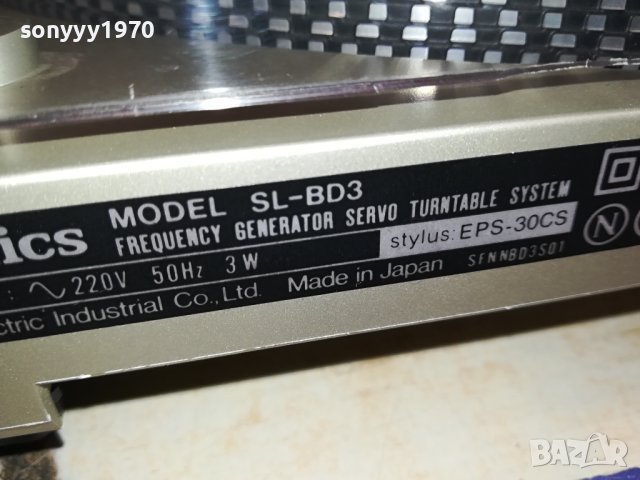 sonyyy1970
ics MODEL SL-BD3
FREQUENCY GENERATOR SERVO TURNTABLE SYSTEM
: ∿220V 50Hz 3W stylus: EPS-30CS
ctric Industrial Co., Ltd. Made in Japan SFNNBD3S01
N
BAZAR